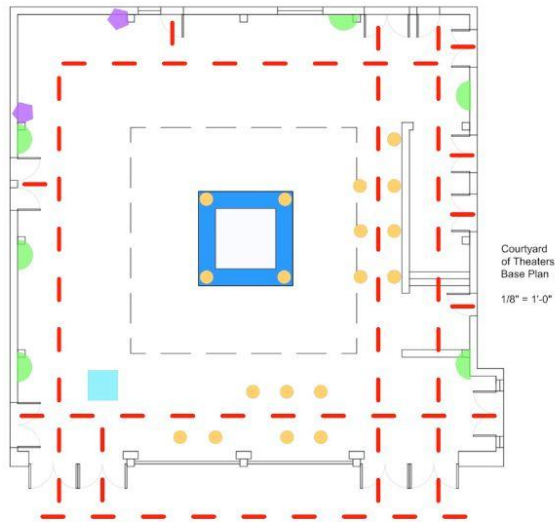 Courtyard
of Theaters
Base Plan
1/8" = 1'-0"